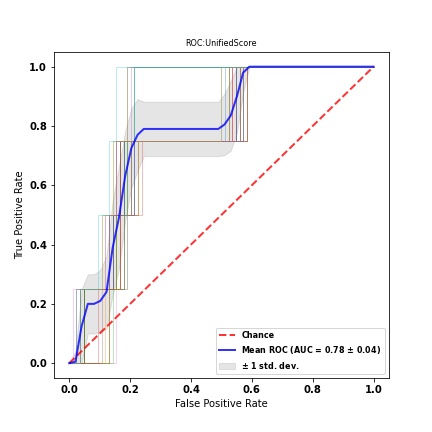 ROC:UnifiedScore
True Positive Rate
1.0
0.8
0.6
0.4
0.2
0.0
Chance
Mean ROC (AUC = 0.78 ± 0.04)
± 1 std. dev.
0.0 0.2 0.4 0.6 0.8 1.0
False Positive Rate